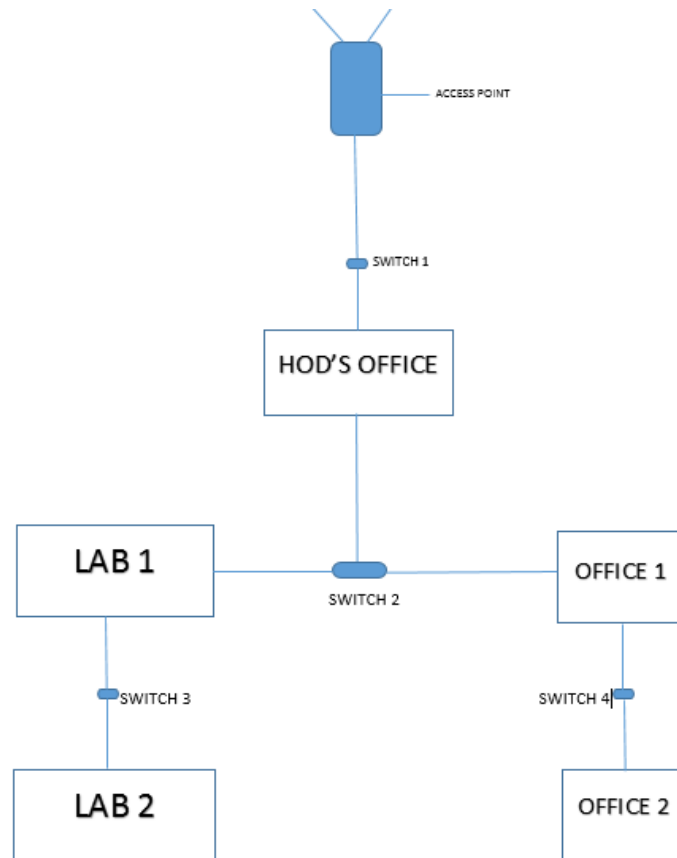 ACCESS POINT
SWITCH 1
HOD'S OFFICE
LAB 1
OFFICE 1
SWITCH 2
SWITCH 3
SWITCH 4
LAB 2
OFFICE 2